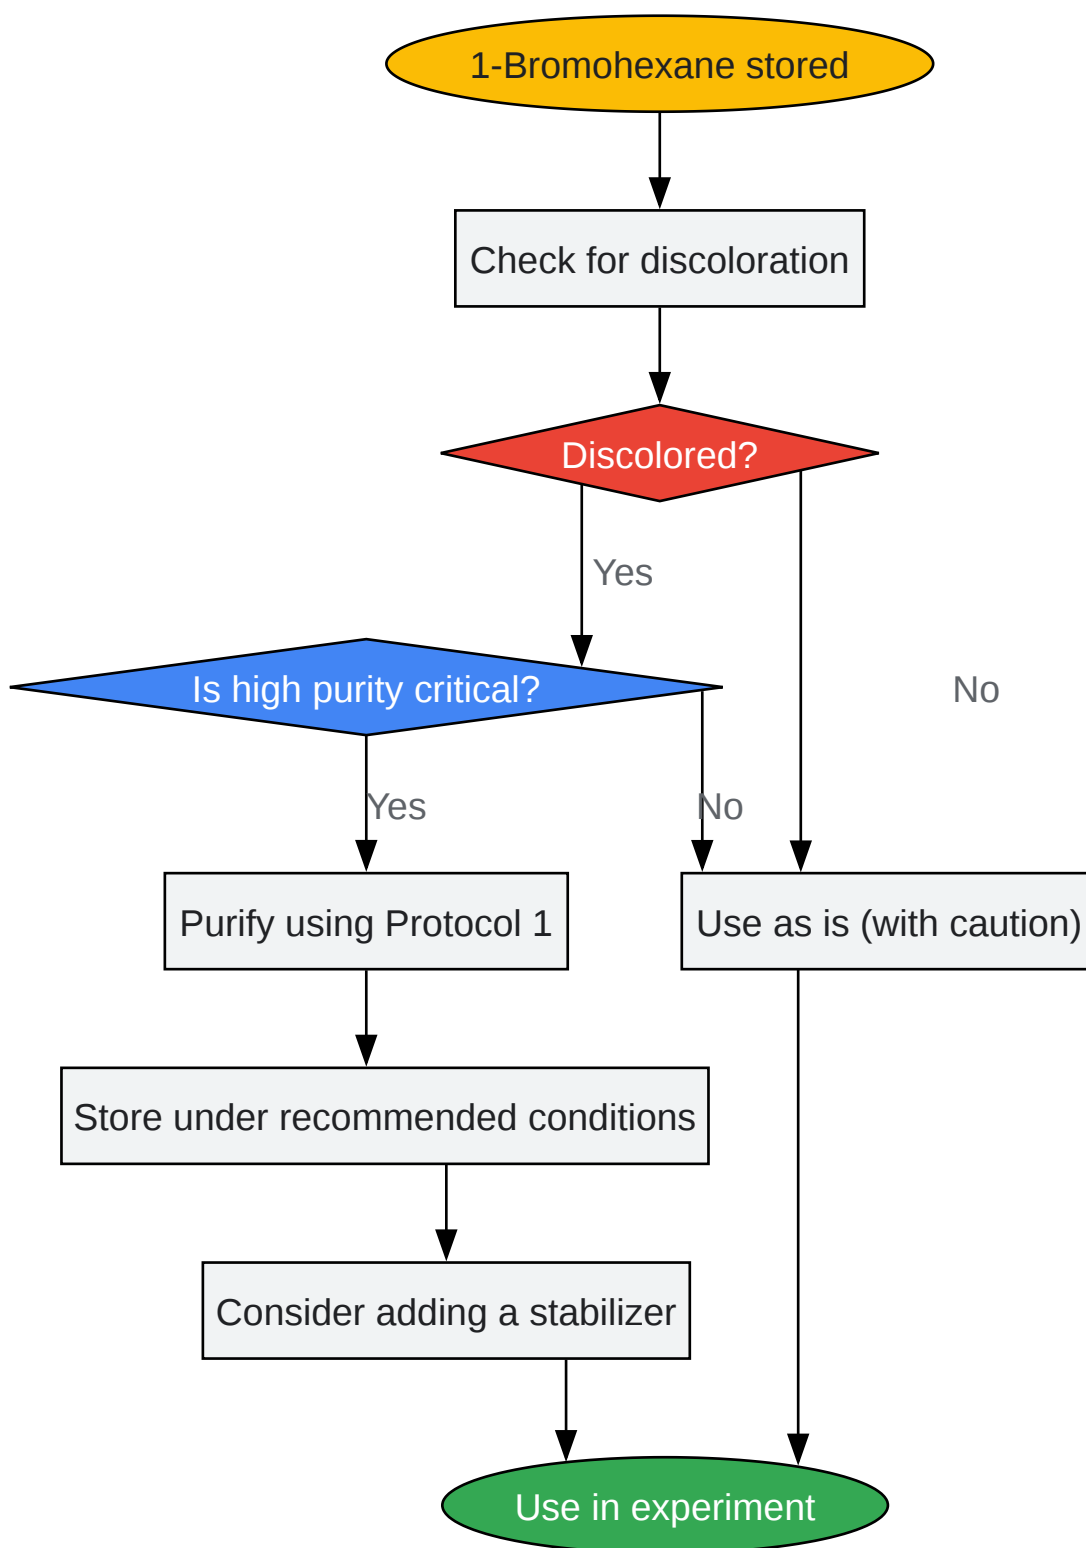 1-Bromohexane stored
Check for discoloration
Discolored?
Yes
Is high purity critical?
No
Yes
No
Purify using Protocol 1
Use as is (with caution)
Store under recommended conditions
Consider adding a stabilizer
Use in experiment